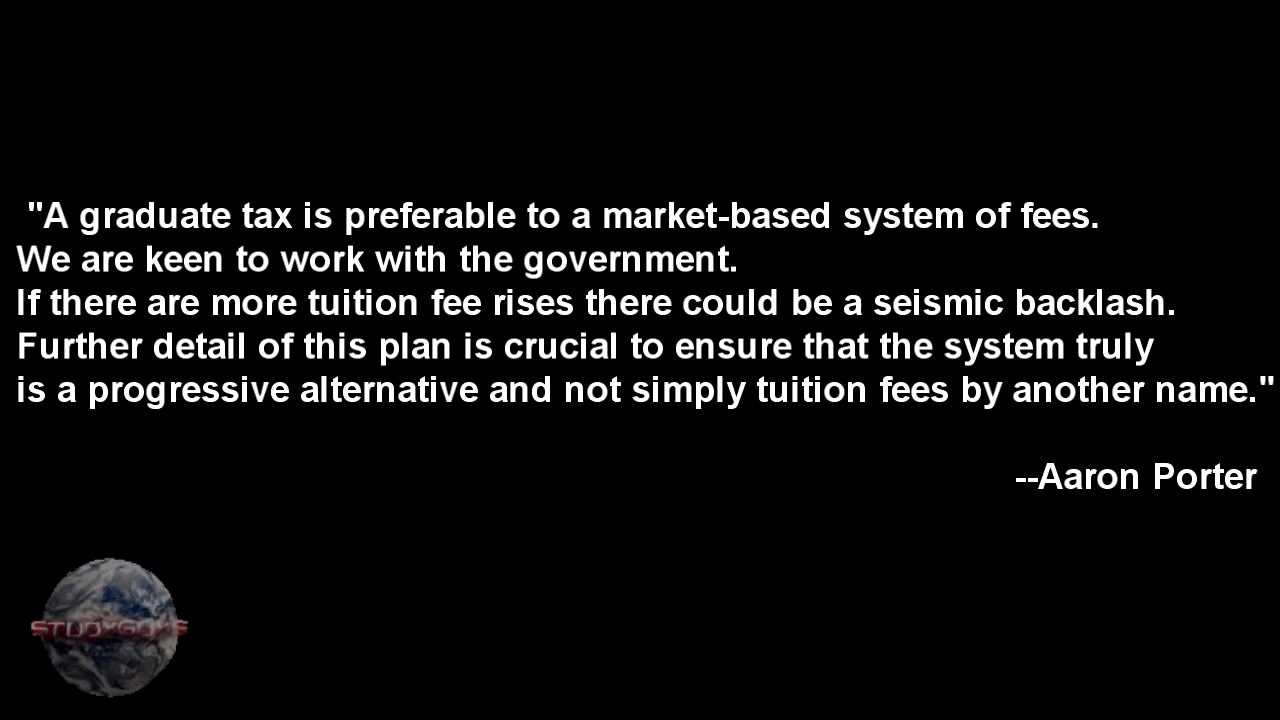 "A graduate tax is preferable to a market-based system of fees.
We are keen to work with the government.
If there are more tuition fee rises there could be a seismic backlash.
Further detail of this plan is crucial to ensure that the system truly
is a progressive alternative and not simply tuition fees by another name."
--Aaron Porter